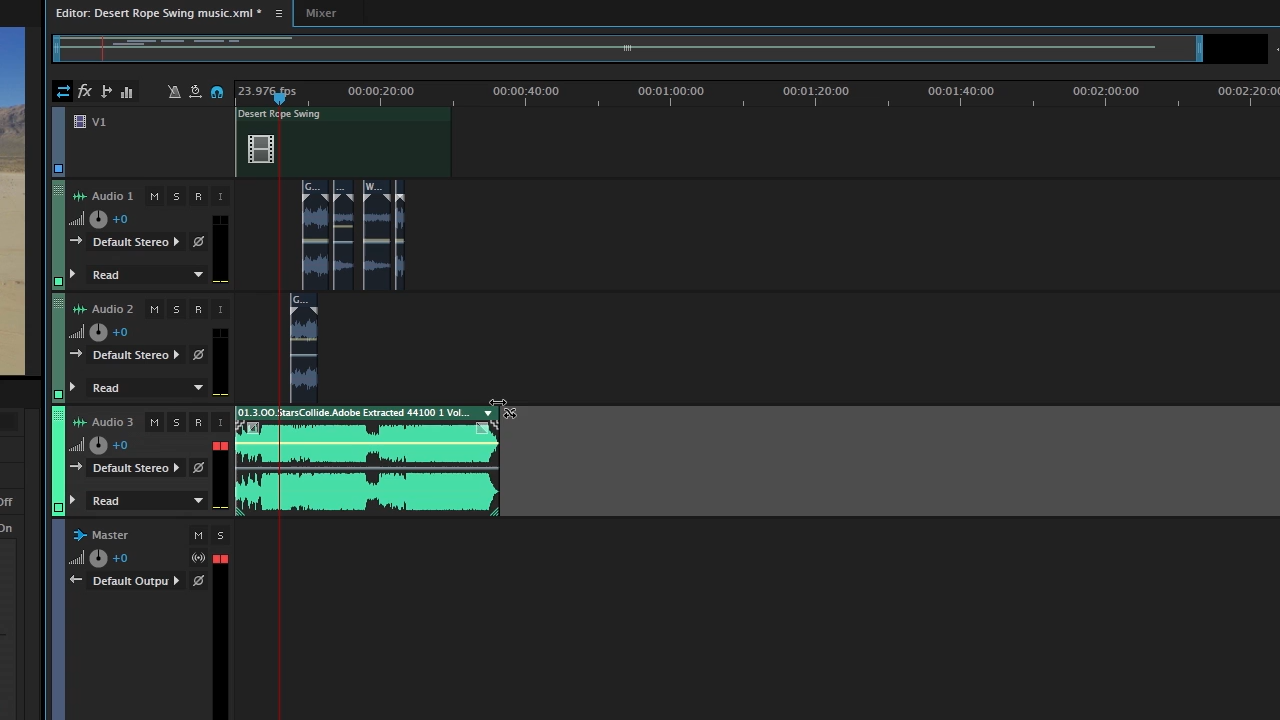 Editor: Desert Rope Swing music.xml *
Mixer
23.976 fps
00:00:20:00
00:00:40:00
00:01:00:00
00:01:20:00
00:01:40:00
00:02:00:00
00:02:20:00
Desert Rope Swing
V1
Audio 1 M S R I
G...
...
W...
+0
Default Stereo
Read
Audio 2 M S R I
G...
+0
Default Stereo
Read
01.3.OO.StarsCollide.Adobe Extracted 44100 1 Vol...
Audio 3 M S R I
+0
Default Stereo
Read
Off
On
Master M S
+0
Default Outpu